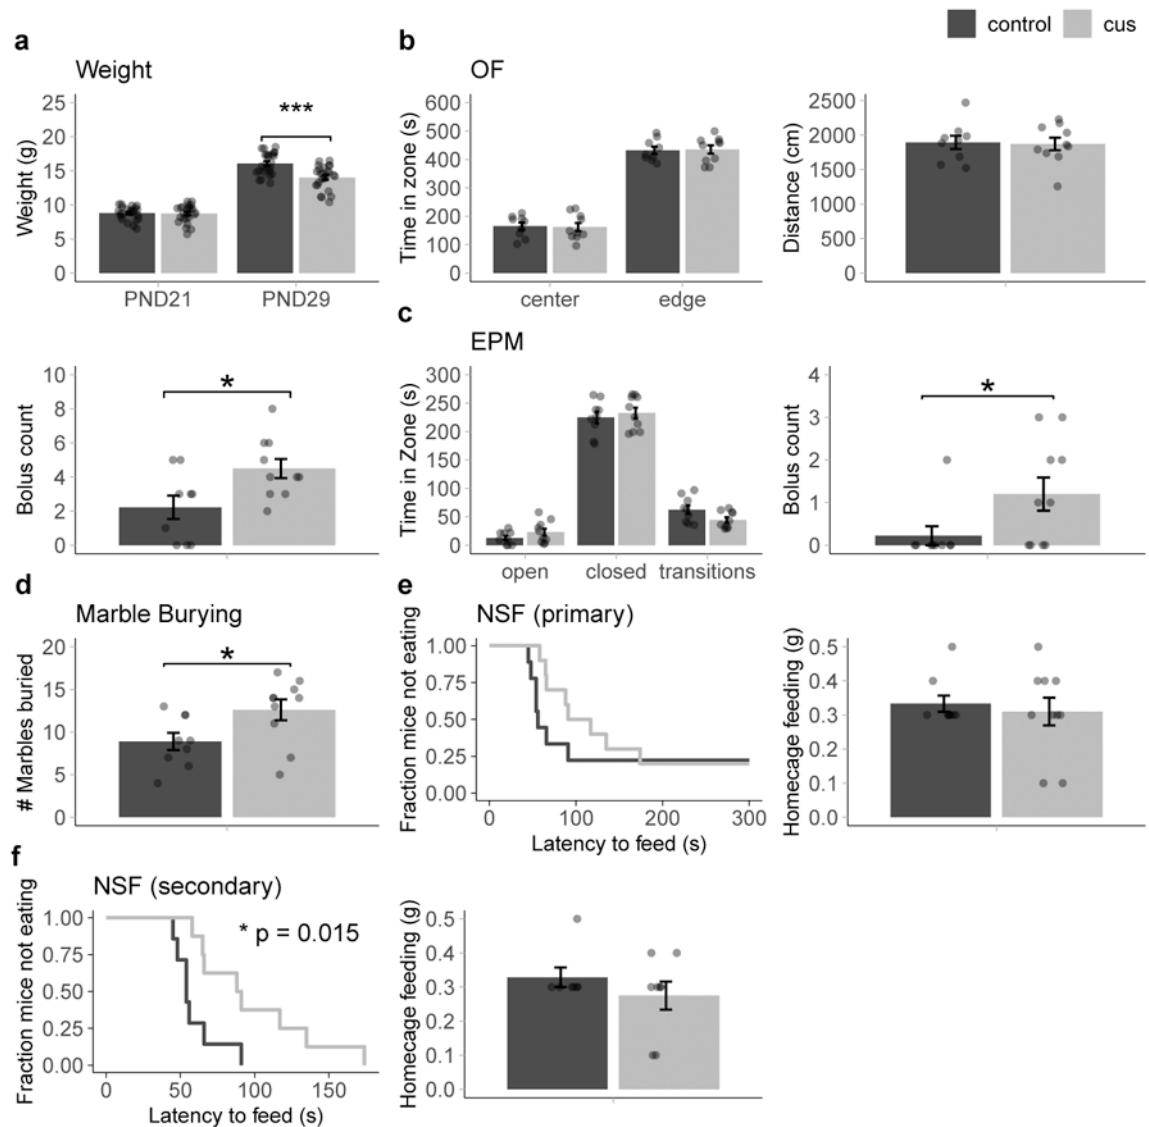 control cus
a
Weight
Weight (g)
25
20
15
10
5
0
***
PND21 PND29
b
OF
Time in zone (s)
600
500
400
300
200
100
0
center edge
Distance (cm)
2500
2000
1500
1000
500
0
Bolus count
10
8
6
4
2
0
*
c
EPM
Time in Zone (s)
300
250
200
150
100
50
0
open closed transitions
Bolus count
4
3
2
1
0
*
d
Marble Burying
# Marbles buried
20
15
10
5
0
*
e
NSF (primary)
Fraction mice not eating
1.00
0.75
0.50
0.25
0.00
0 100 200 300
Latency to feed (s)
Homecage feeding (g)
0.5
0.4
0.3
0.2
0.1
0.0
f
NSF (secondary)
* p = 0.015
Fraction mice not eating
1.00
0.75
0.50
0.25
0.00
0 50 100 150
Latency to feed (s)
Homecage feeding (g)
0.5
0.4
0.3
0.2
0.1
0.0